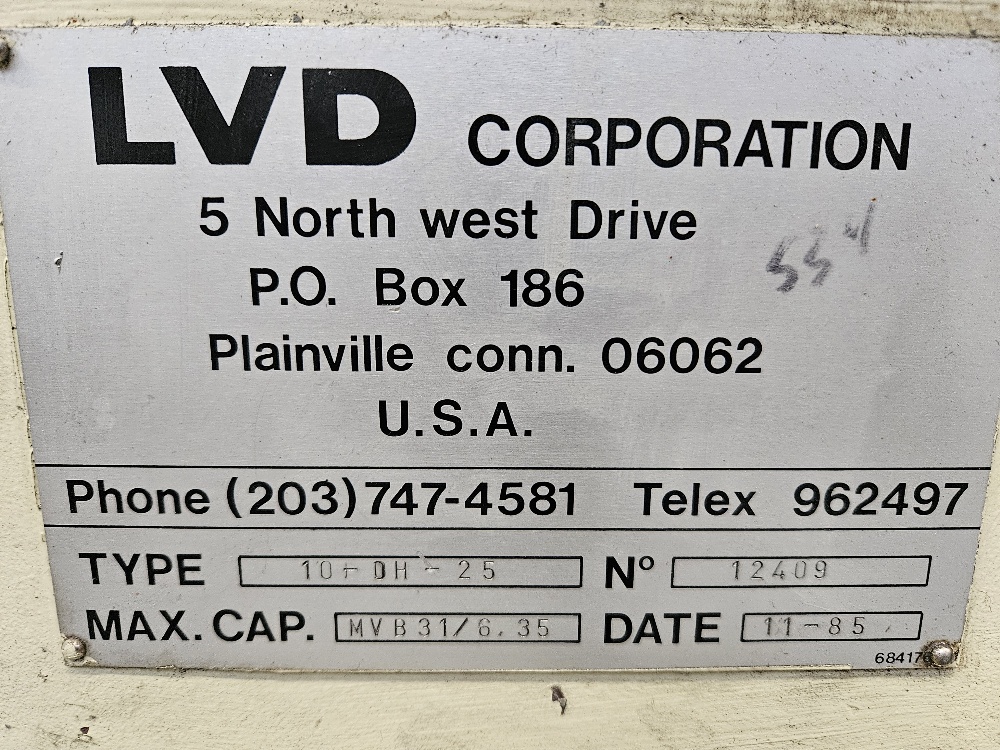 LVD CORPORATION
5 North west Drive
P.O. Box 186
Plainville conn. 06062
U.S.A.
Phone (203) 747-4581 Telex 962497
TYPE 10-DH-25 Nº 12409
MAX. CAP. MVB31/6.35 DATE 11-85